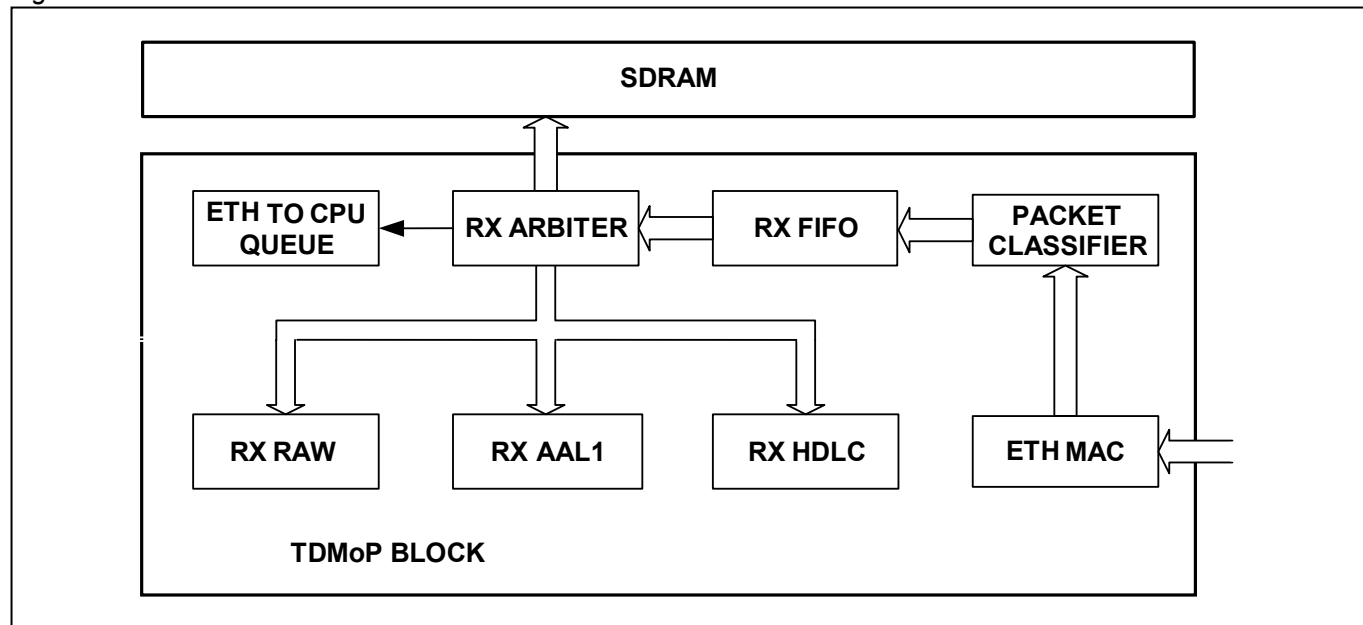 SDRAM
ETH TO CPU
QUEUE
RX ARBITER
RX FIFO
PACKET
CLASSIFIER
RX RAW
RX AAL1
RX HDLC
ETH MAC
TDMoP BLOCK